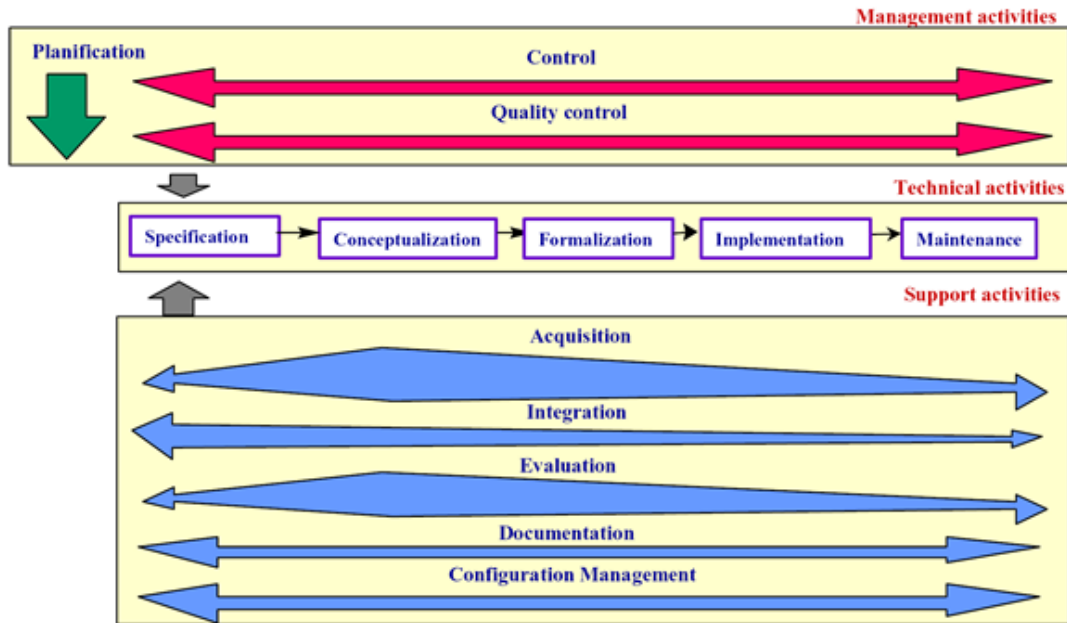 Management activities
Planification
Control
Quality control
Technical activities
Specification
Conceptualization
Formalization
Implementation
Maintenance
Support activities
Acquisition
Integration
Evaluation
Documentation
Configuration Management